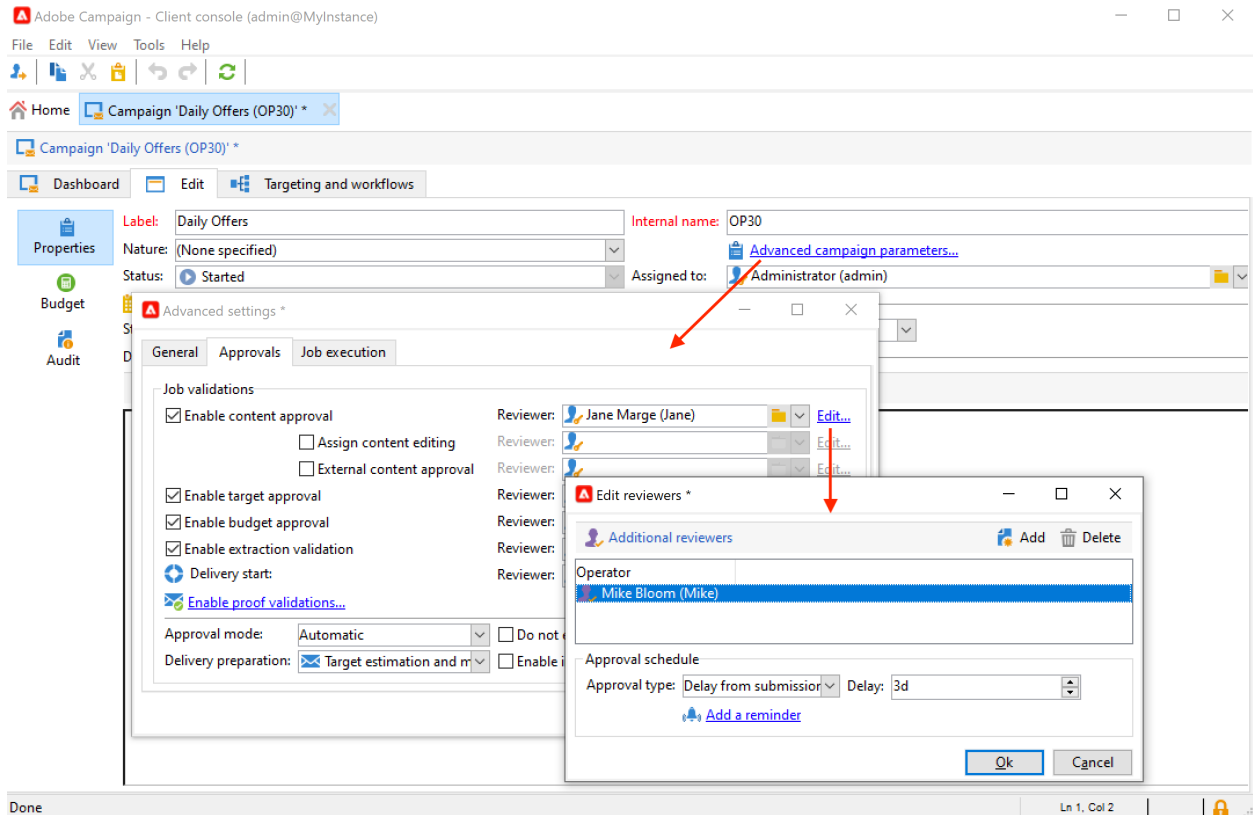 Adobe Campaign - Client console (admin@MyInstance)
File Edit View Tools Help
Home Campaign 'Daily Offers (OP30)' *
Campaign 'Daily Offers (OP30)' *
Dashboard Edit Targeting and workflows
Properties
Budget
Audit
Label: Daily Offers Internal name: OP30
Nature: (None specified) Advanced campaign parameters...
Status: Started Assigned to: Administrator (admin)
Advanced settings *
General Approvals Job execution
Job validations
Enable content approval Reviewer: Jane Marge (Jane) Edit...
Assign content editing Reviewer: Edit...
External content approval Reviewer: Edit...
Enable target approval Reviewer:
Enable budget approval Reviewer:
Enable extraction validation Reviewer:
Delivery start: Reviewer:
Enable proof validations...
Approval mode: Automatic Do not
Delivery preparation: Target estimation and m Enable
Edit reviewers *
Additional reviewers Add Delete
Operator
Mike Bloom (Mike)
Approval schedule
Approval type: Delay from submission Delay: 3d
Add a reminder
Ok Cancel
Done Ln 1, Col 2